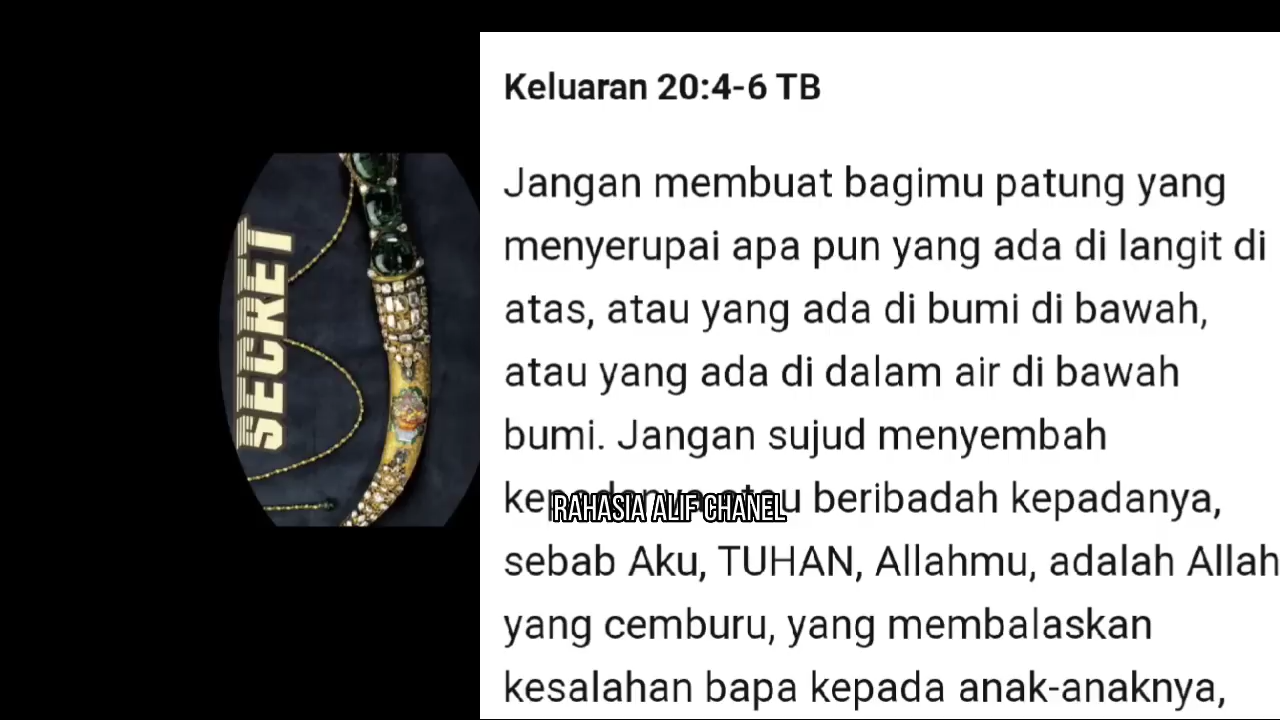 SECRET
Keluaran 20:4-6 TB
Jangan membuat bagimu patung yang
menyerupai apa pun yang ada di langit di
atas, atau yang ada di bumi di bawah,
atau yang ada di dalam air di bawah
bumi. Jangan sujud menyembah
kepadanya atau beribadah kepadanya,
RAHASIA ALIF CHANEL
sebab Aku, TUHAN, Allahmu, adalah Allah
yang cemburu, yang membalaskan
kesalahan bapa kepada anak-anaknya,